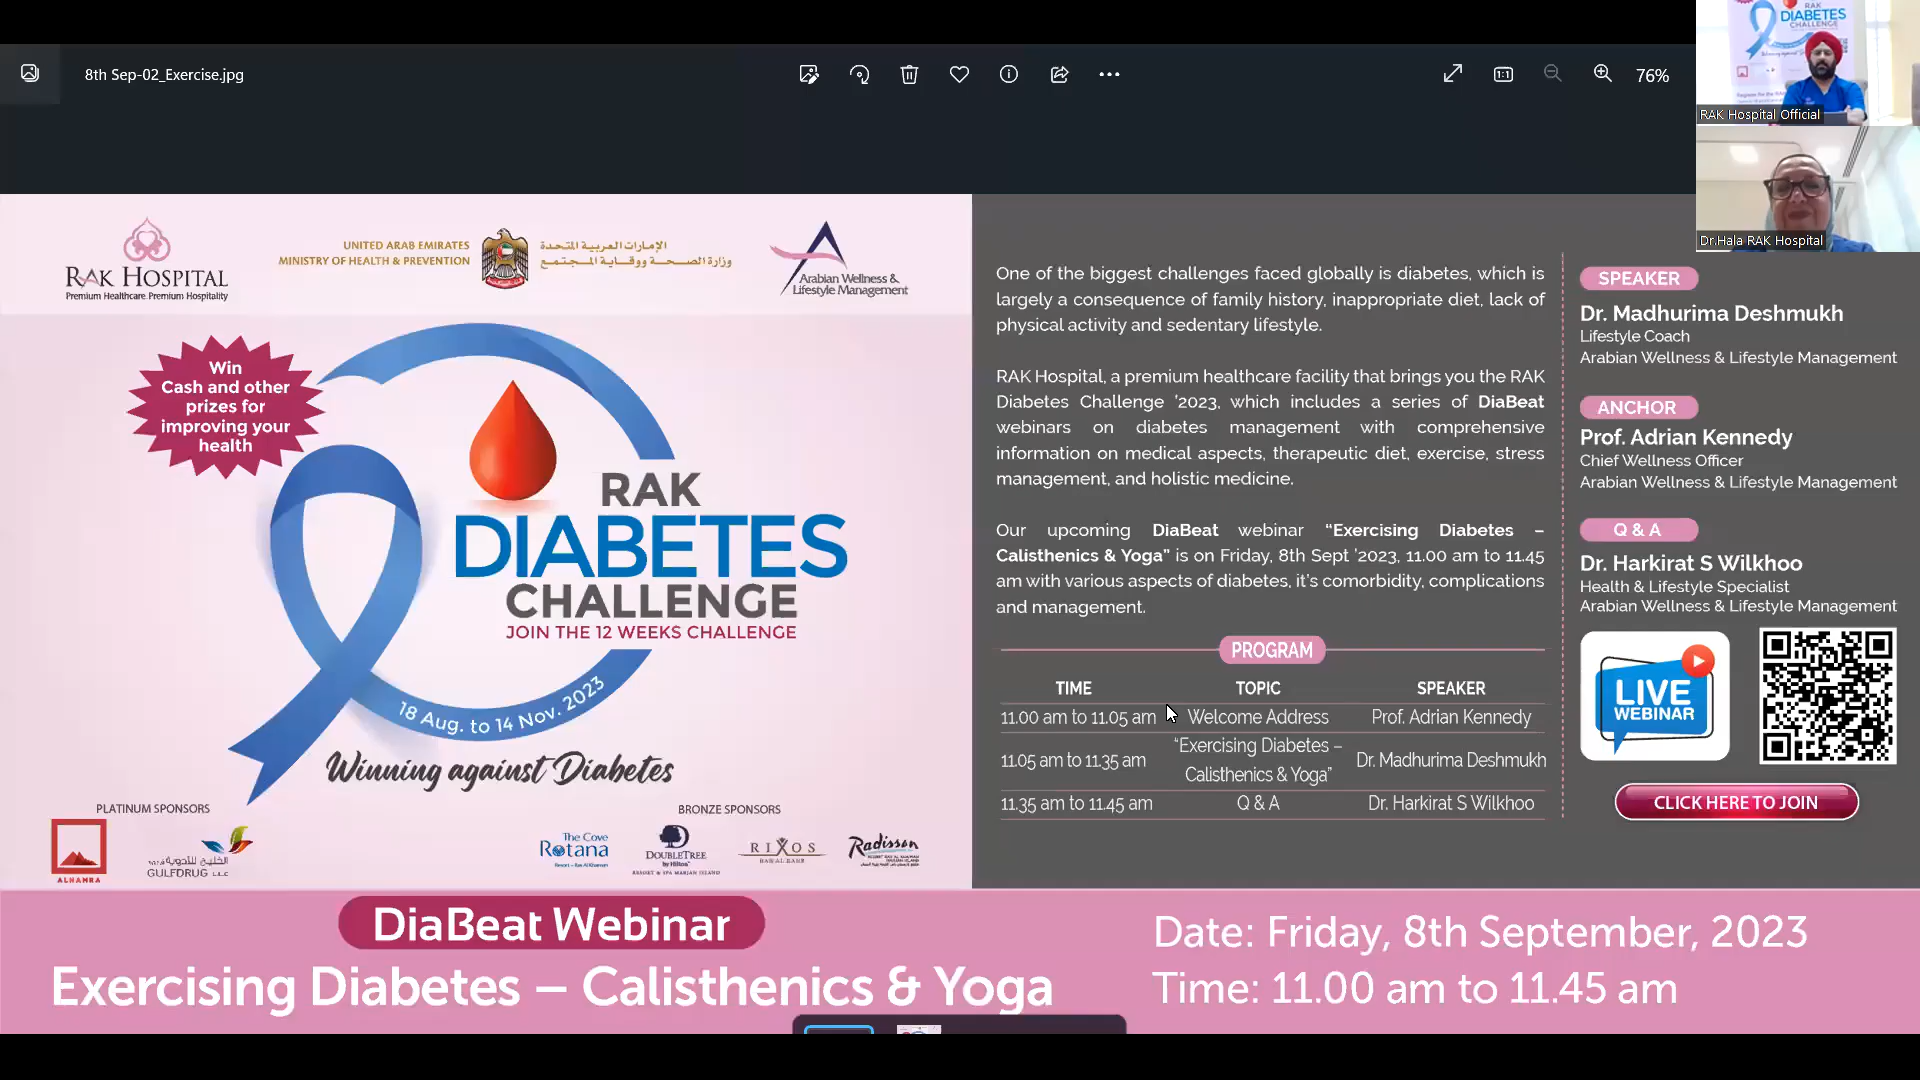 8th Sep-02_Exercise.jpg
76%
RAK
DIABETES
CHALLENGE
RAK Hospital Official
Dr.Hala RAK Hospital
RAK HOSPITAL
Premium Healthcare. Premium Hospitality
UNITED ARAB EMIRATES
MINISTRY OF HEALTH & PREVENTION
الإمارات العربية المتحدة
وزارة الصحة ووقاية المجتمع
Arabian Wellness &
Lifestyle Management
Win
Cash and other
prizes for
improving your
health
RAK
DIABETES
CHALLENGE
JOIN THE 12 WEEKS CHALLENGE
18 Aug. to 14 Nov. 2023
Winning against Diabetes
PLATINUM SPONSORS
ALHAMRA
الخليج للأدوية
GULFDRUG LLC
BRONZE SPONSORS
The Cove
Rotana
DOUBLETREE
by Hilton
RESORT & SPA MARJAN ISLAND
RIXOS
Radisson
One of the biggest challenges faced globally is diabetes, which is
largely a consequence of family history, inappropriate diet, lack of
physical activity and sedentary lifestyle.
RAK Hospital, a premium healthcare facility that brings you the RAK
Diabetes Challenge '2023, which includes a series of DiaBeat
webinars on diabetes management with comprehensive
information on medical aspects, therapeutic diet, exercise, stress
management, and holistic medicine.
Our upcoming DiaBeat webinar "Exercising Diabetes –
Calisthenics & Yoga" is on Friday, 8th Sept '2023, 11.00 am to 11.45
am with various aspects of diabetes, it's comorbidity, complications
and management.
PROGRAM
TIME TOPIC SPEAKER
11.00 am to 11.05 am Welcome Address Prof. Adrian Kennedy
11.05 am to 11.35 am "Exercising Diabetes – Calisthenics & Yoga" Dr. Madhurima Deshmukh
11.35 am to 11.45 am Q & A Dr. Harkirat S Wilkhoo
SPEAKER
Dr. Madhurima Deshmukh
Lifestyle Coach
Arabian Wellness & Lifestyle Management
ANCHOR
Prof. Adrian Kennedy
Chief Wellness Officer
Arabian Wellness & Lifestyle Management
Q & A
Dr. Harkirat S Wilkhoo
Health & Lifestyle Specialist
Arabian Wellness & Lifestyle Management
LIVE
WEBINAR
CLICK HERE TO JOIN
DiaBeat Webinar
Exercising Diabetes – Calisthenics & Yoga
Date: Friday, 8th September, 2023
Time: 11.00 am to 11.45 am